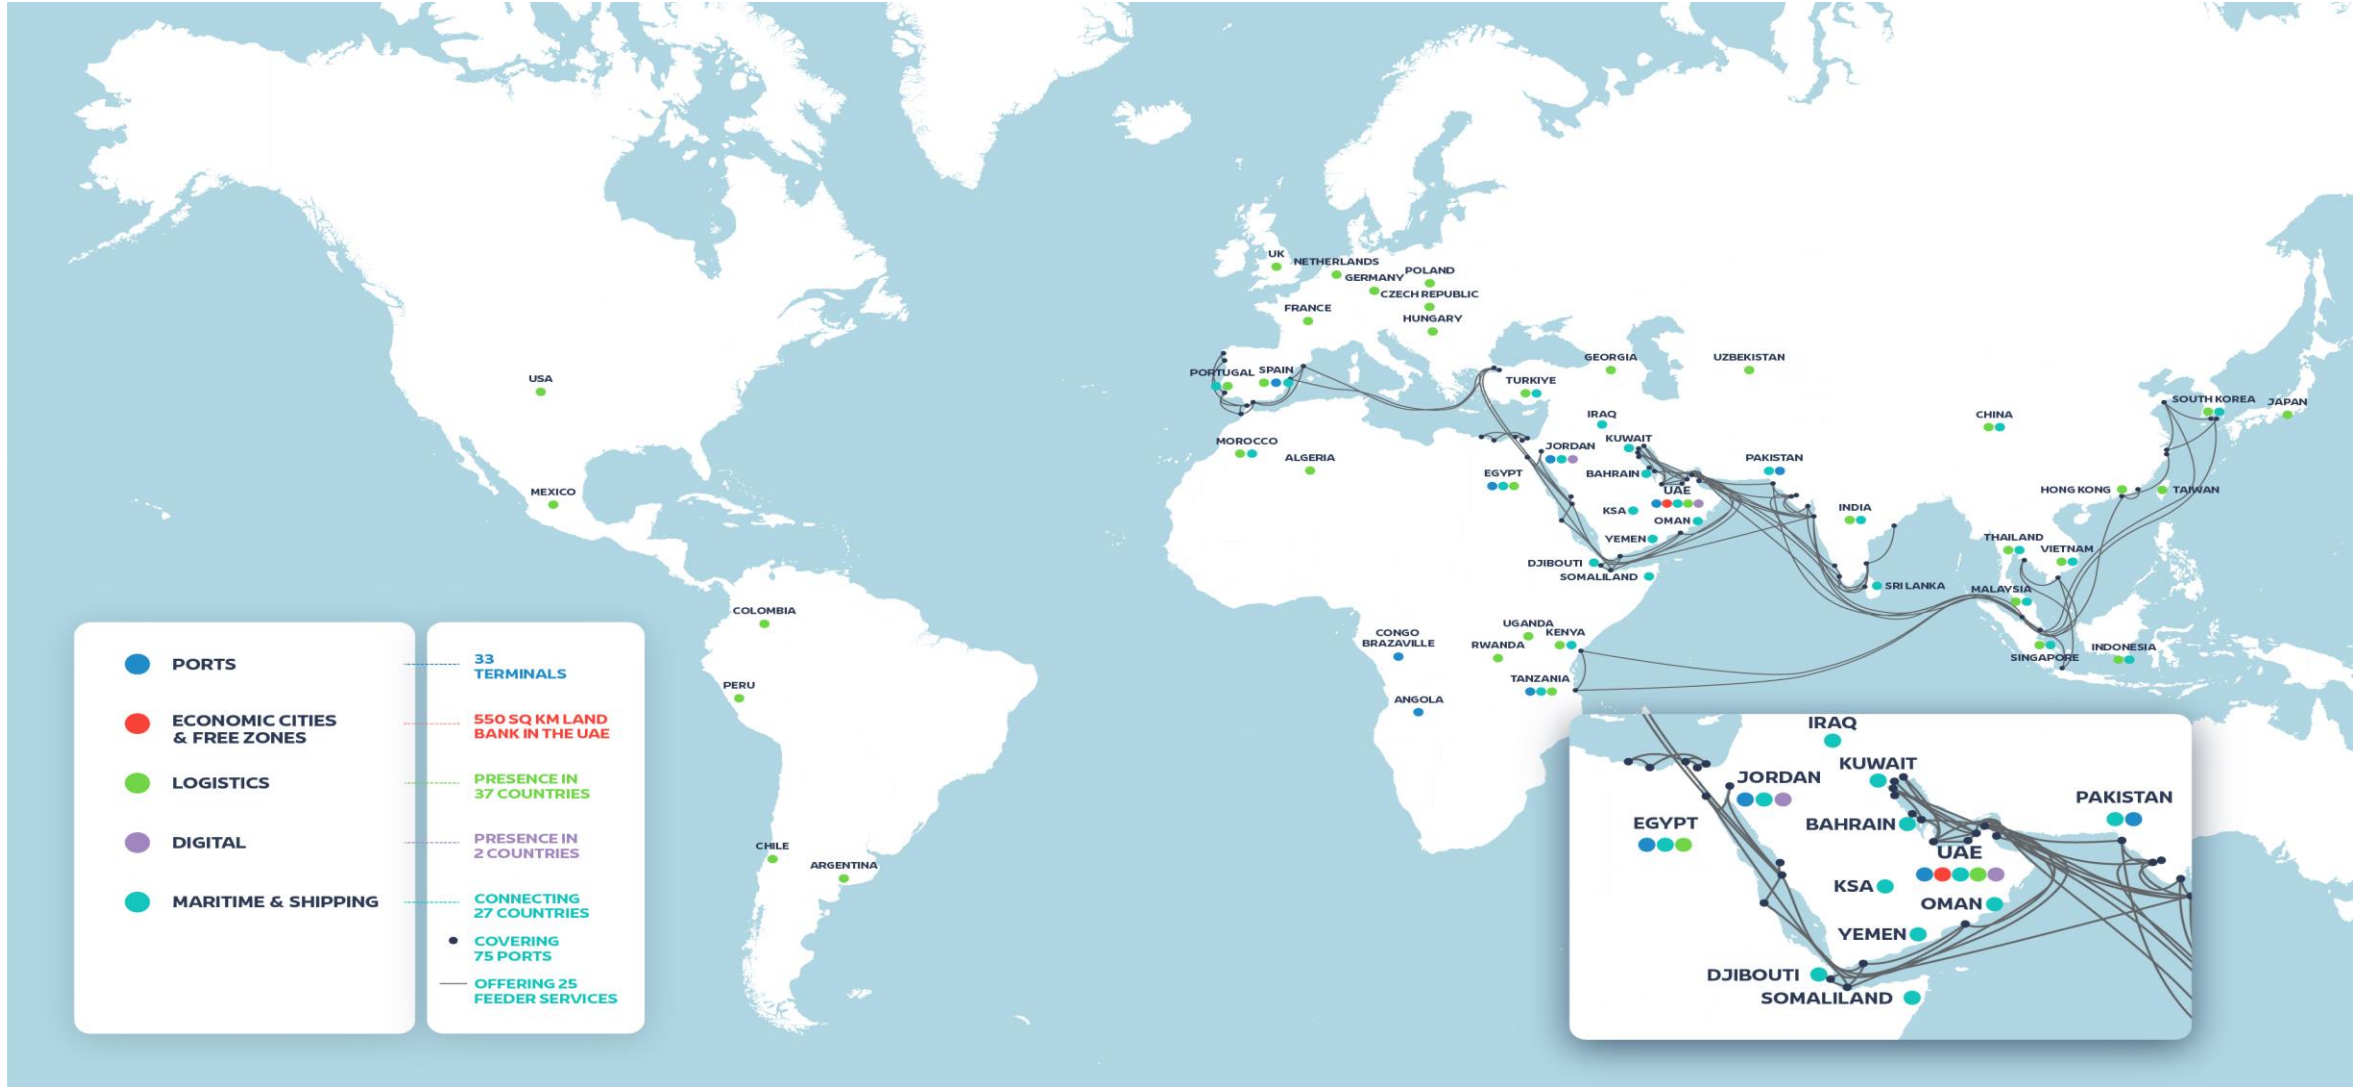 UK
NETHERLANDS
GERMANY
POLAND
CZECH REPUBLIC
HUNGARY
FRANCE
PORTUGAL
SPAIN
GEORGIA
UZBEKISTAN
TURKIYE
USA
MEXICO
MOROCCO
ALGERIA
IRAQ
KUWAIT
JORDAN
EGYPT
BAHRAIN
UAE
KSA
OMAN
YEMEN
DJIBOUTI
SOMALILAND
PAKISTAN
INDIA
SRI LANKA
CHINA
SOUTH KOREA
JAPAN
HONG KONG
TAIWAN
THAILAND
VIETNAM
MALAYSIA
SINGAPORE
INDONESIA
COLOMBIA
PERU
CHILE
ARGENTINA
CONGO
BRAZAVILLE
UGANDA
KENYA
RWANDA
TANZANIA
ANGOLA
PORTS
33
TERMINALS
ECONOMIC CITIES
& FREE ZONES
550 SQ KM LAND
BANK IN THE UAE
LOGISTICS
PRESENCE IN
37 COUNTRIES
DIGITAL
PRESENCE IN
2 COUNTRIES
MARITIME & SHIPPING
CONNECTING
27 COUNTRIES
COVERING
75 PORTS
OFFERING 25
FEEDER SERVICES
IRAQ
KUWAIT
JORDAN
PAKISTAN
EGYPT
BAHRAIN
UAE
KSA
OMAN
YEMEN
DJIBOUTI
SOMALILAND